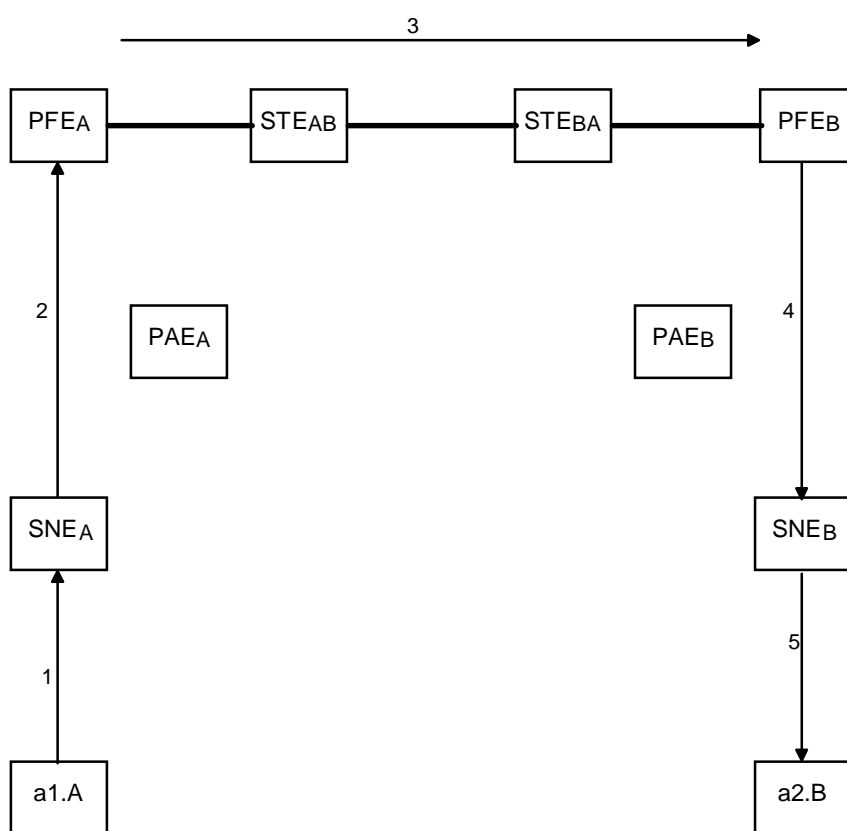 3
PFEA STEAB STEBA PFEB
2 4
PAEA PAEB
SNEA SNEB
1 5
a1.A a2.B